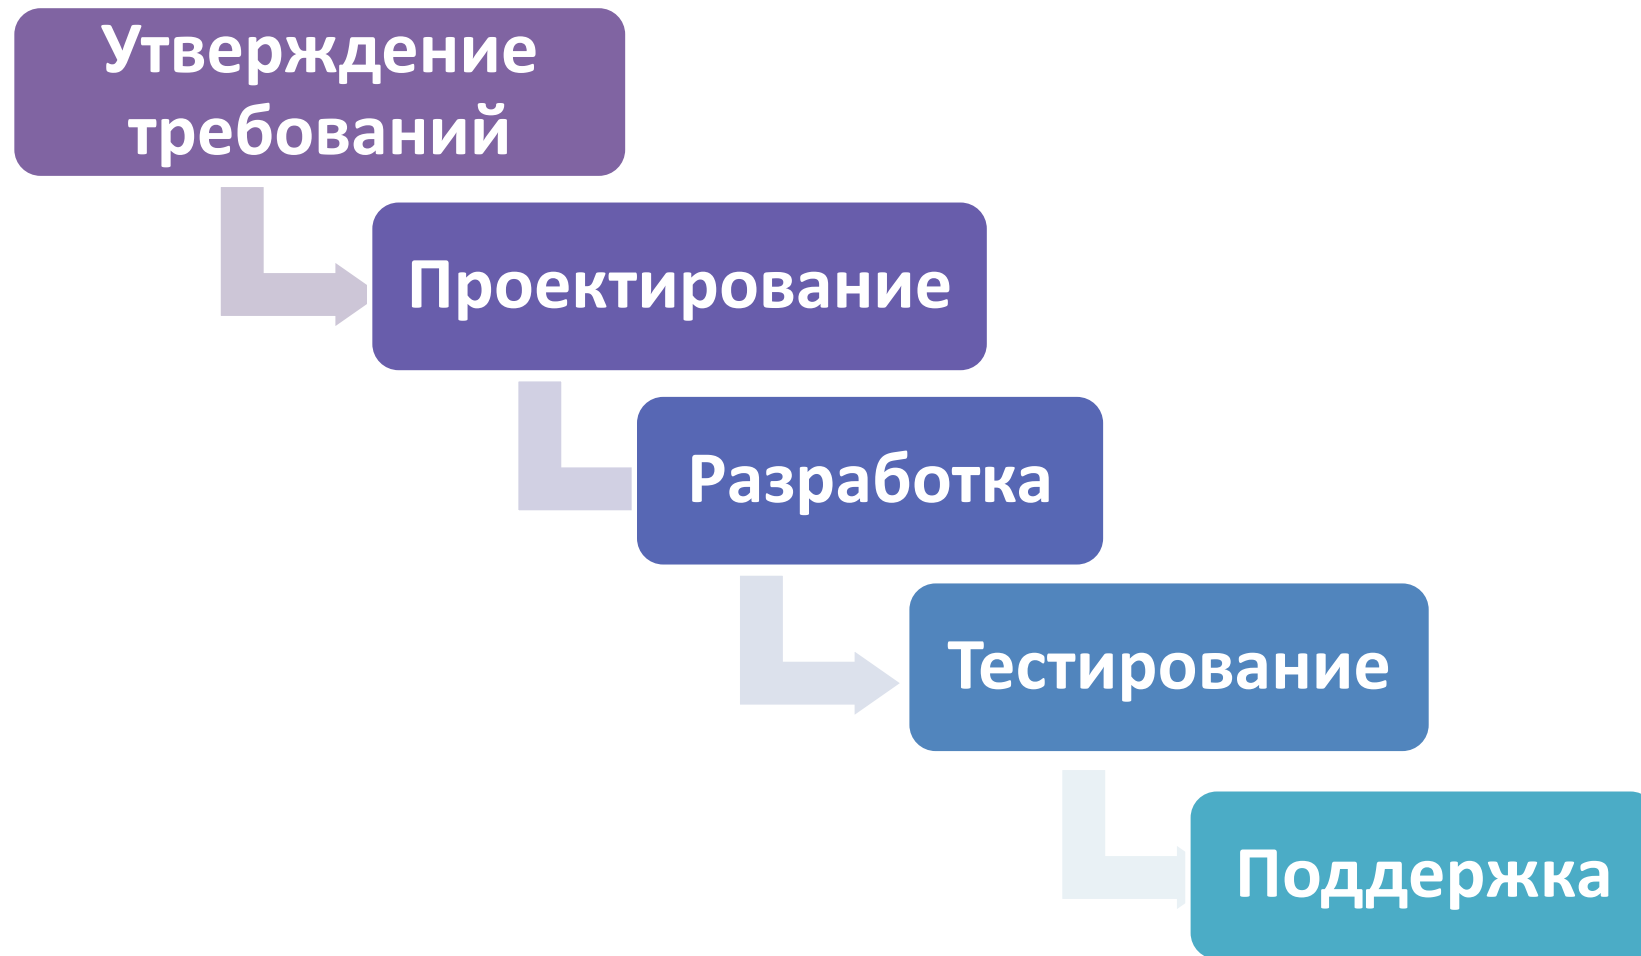 Утверждение
требований
Проектирование
Разработка
Тестирование
Поддержка